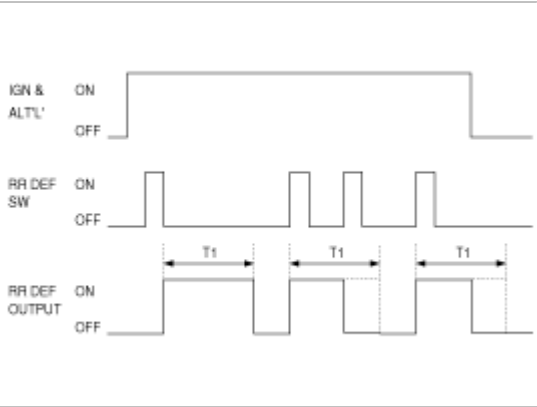 IGN & ON
ALT'L'
OFF
RR DEF ON
SW
OFF
T1 T1 T1
RR DEF ON
OUTPUT
OFF